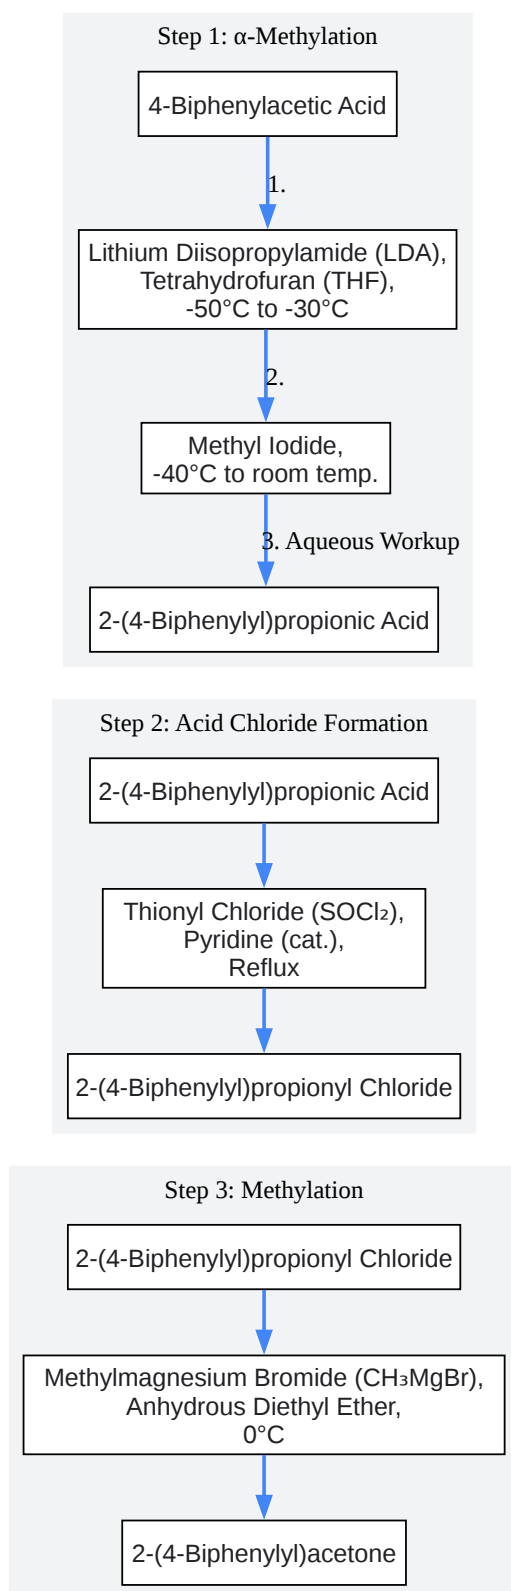 Step 1: α-Methylation
4-Biphenylacetic Acid
1.
Lithium Diisopropylamide (LDA),
Tetrahydrofuran (THF),
-50°C to -30°C
2.
Methyl Iodide,
-40°C to room temp.
3. Aqueous Workup
2-(4-Biphenylyl)propionic Acid
Step 2: Acid Chloride Formation
2-(4-Biphenylyl)propionic Acid
Thionyl Chloride (SOCl₂),
Pyridine (cat.),
Reflux
2-(4-Biphenylyl)propionyl Chloride
Step 3: Methylation
2-(4-Biphenylyl)propionyl Chloride
Methylmagnesium Bromide (CH₃MgBr),
Anhydrous Diethyl Ether,
0°C
2-(4-Biphenylyl)acetone